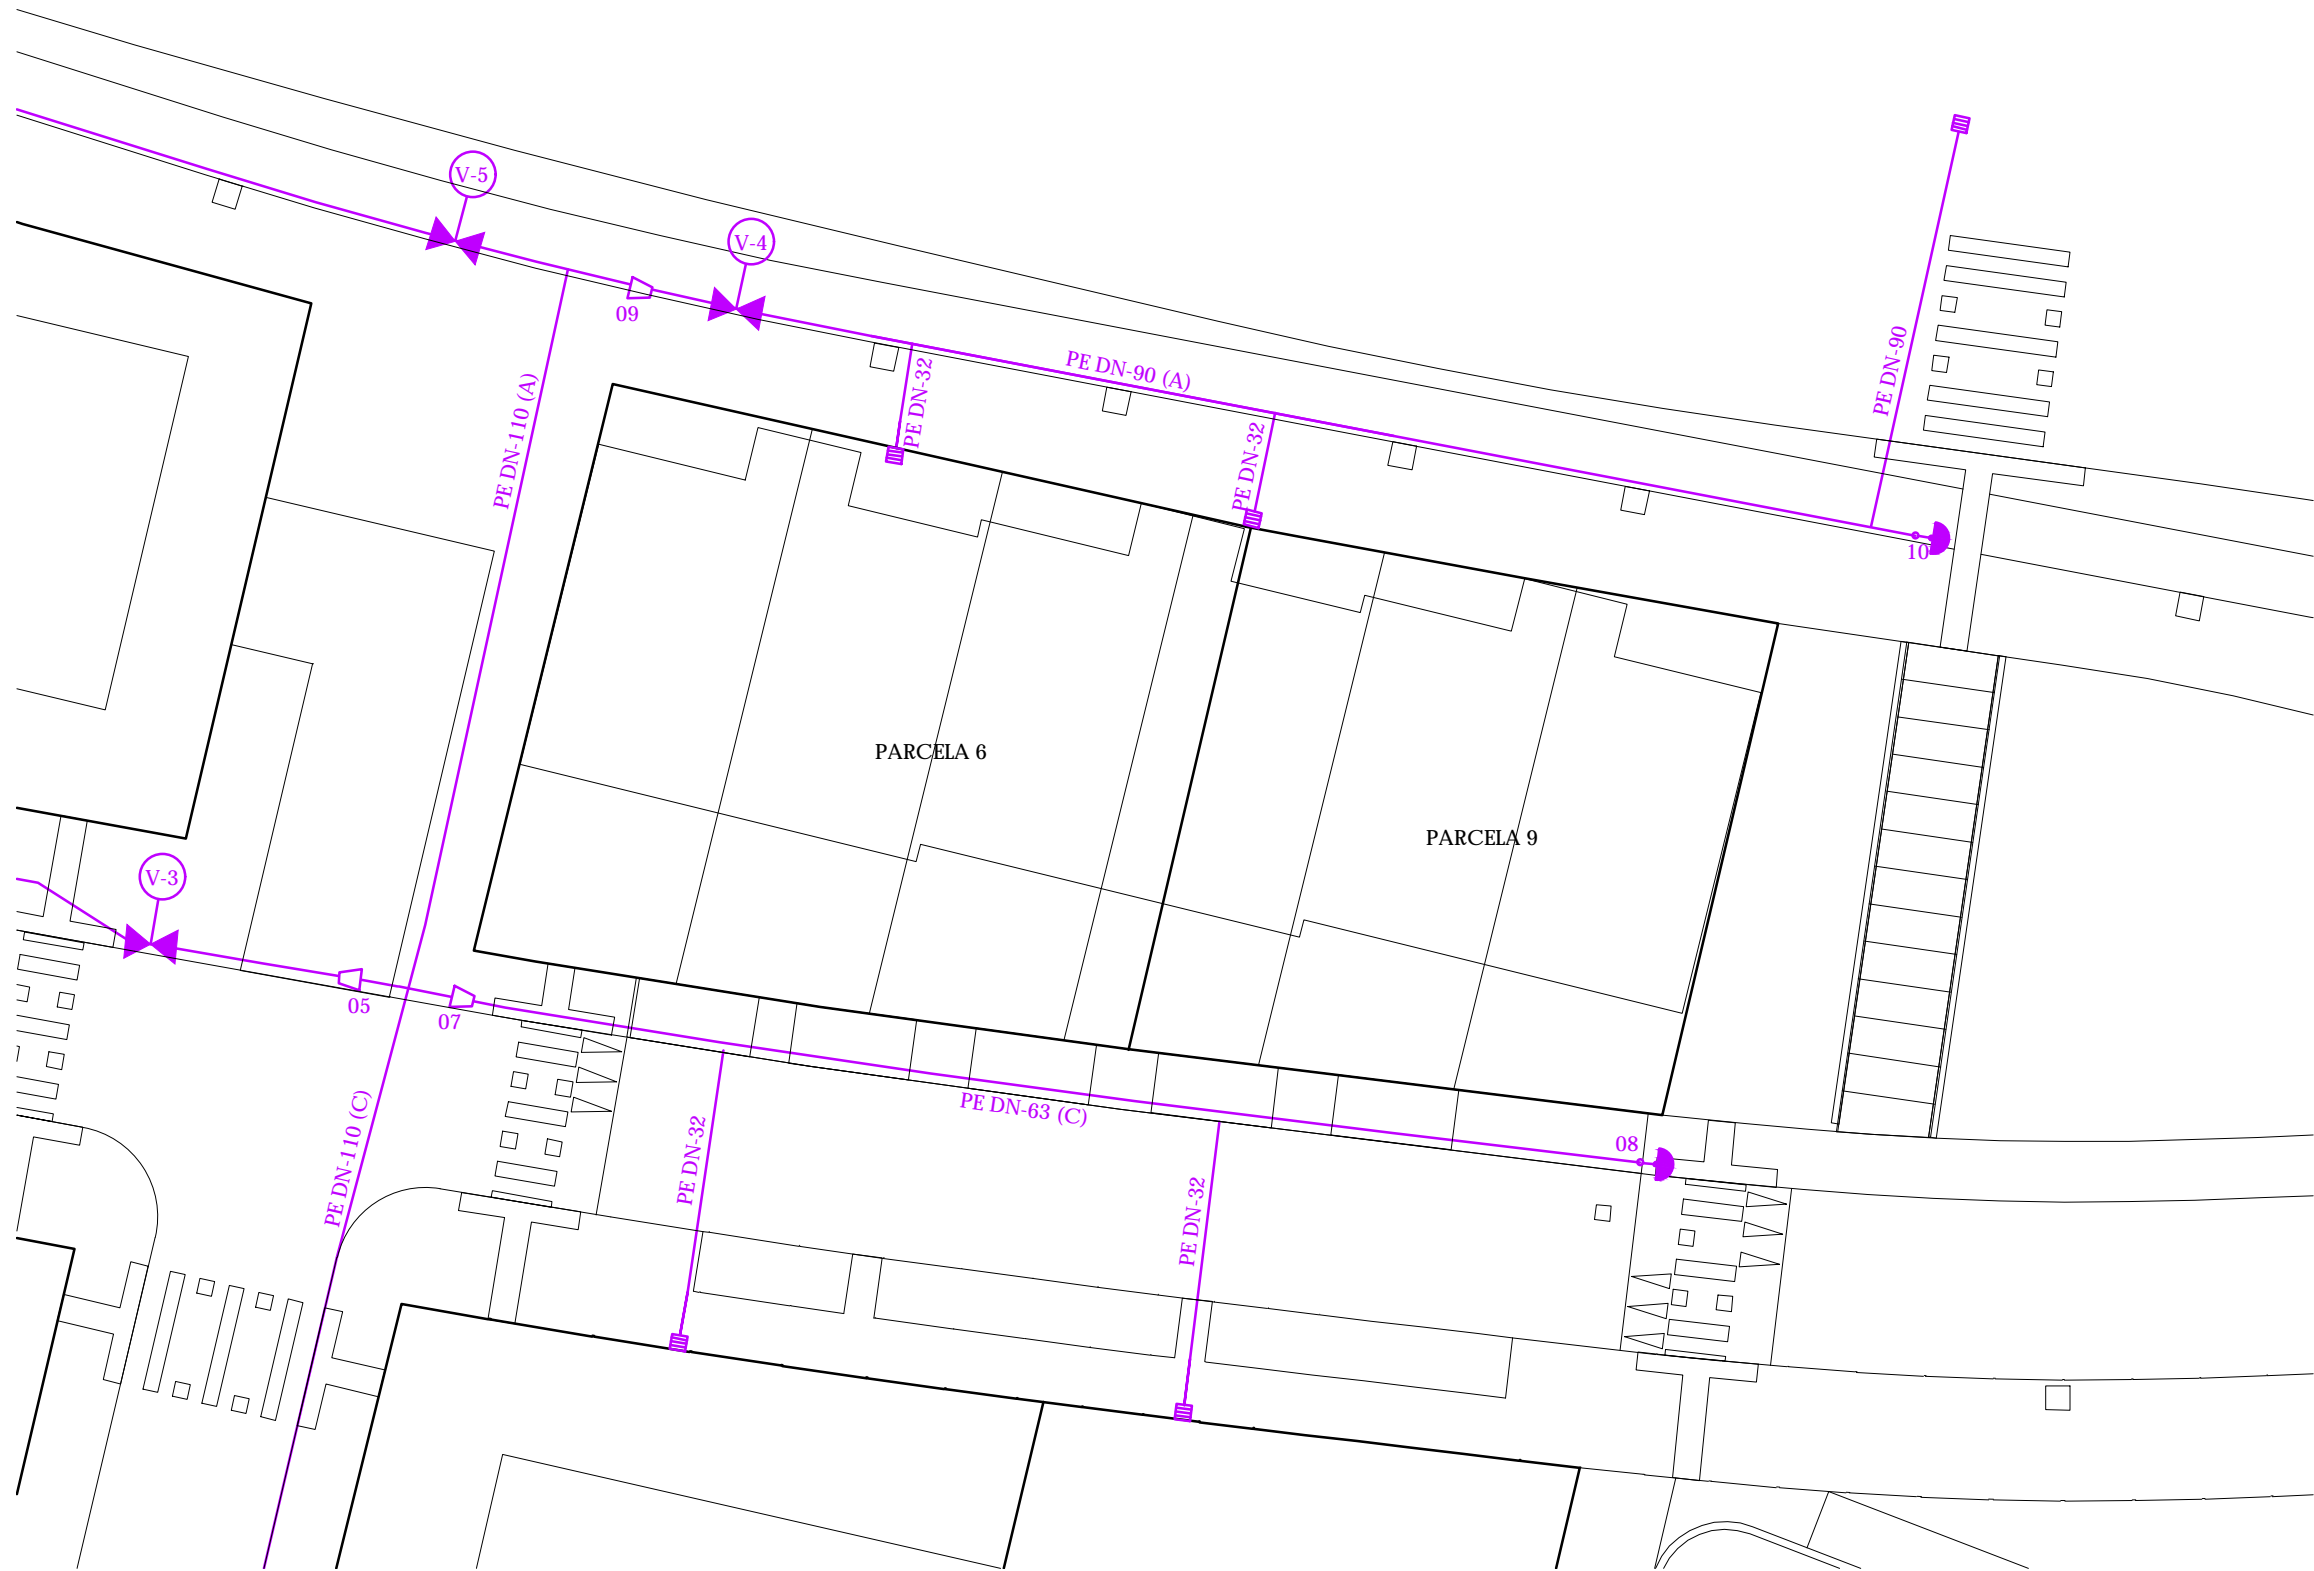 V-5
V-4
09
PE DN-90 (A)
PE DN-32
PE DN-90
PE DN-110 (A)
PE DN-32
10
PARCELA 6
PARCELA 9
V-3
05
07
PE DN-63 (C)
PE DN-110 (C)
PE DN-32
08
PE DN-32